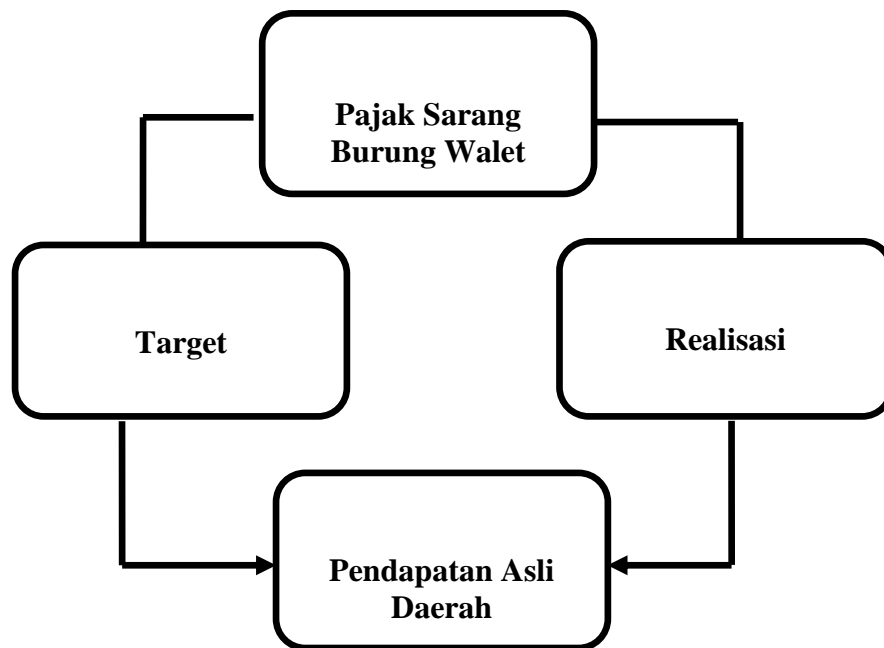 Pajak Sarang
Burung Walet
Target
Realisasi
Pendapatan Asli
Daerah